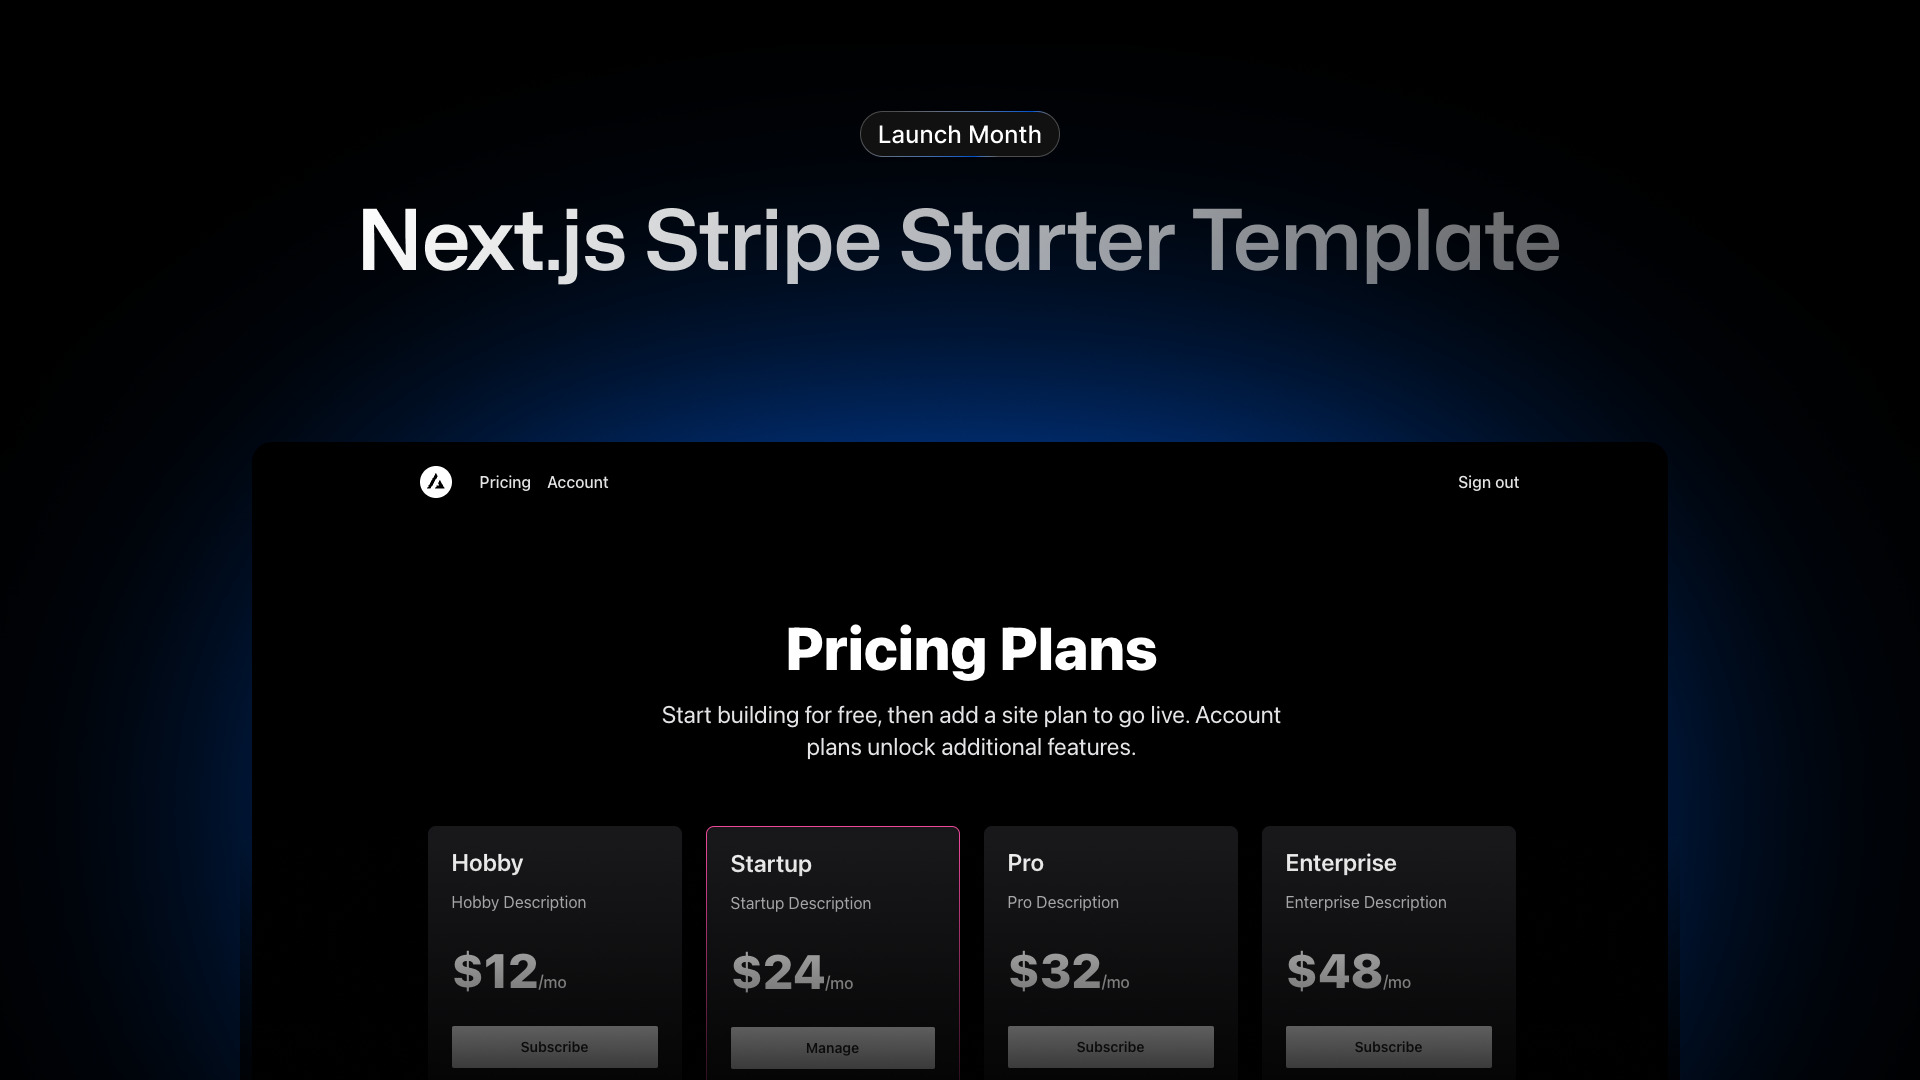 Launch Month
Next.js Stripe Starter Template
Pricing Account Sign out
Pricing Plans
Start building for free, then add a site plan to go live. Account
plans unlock additional features.
Hobby
Hobby Description
$12/mo
Subscribe
Startup
Startup Description
$24/mo
Manage
Pro
Pro Description
$32/mo
Subscribe
Enterprise
Enterprise Description
$48/mo
Subscribe